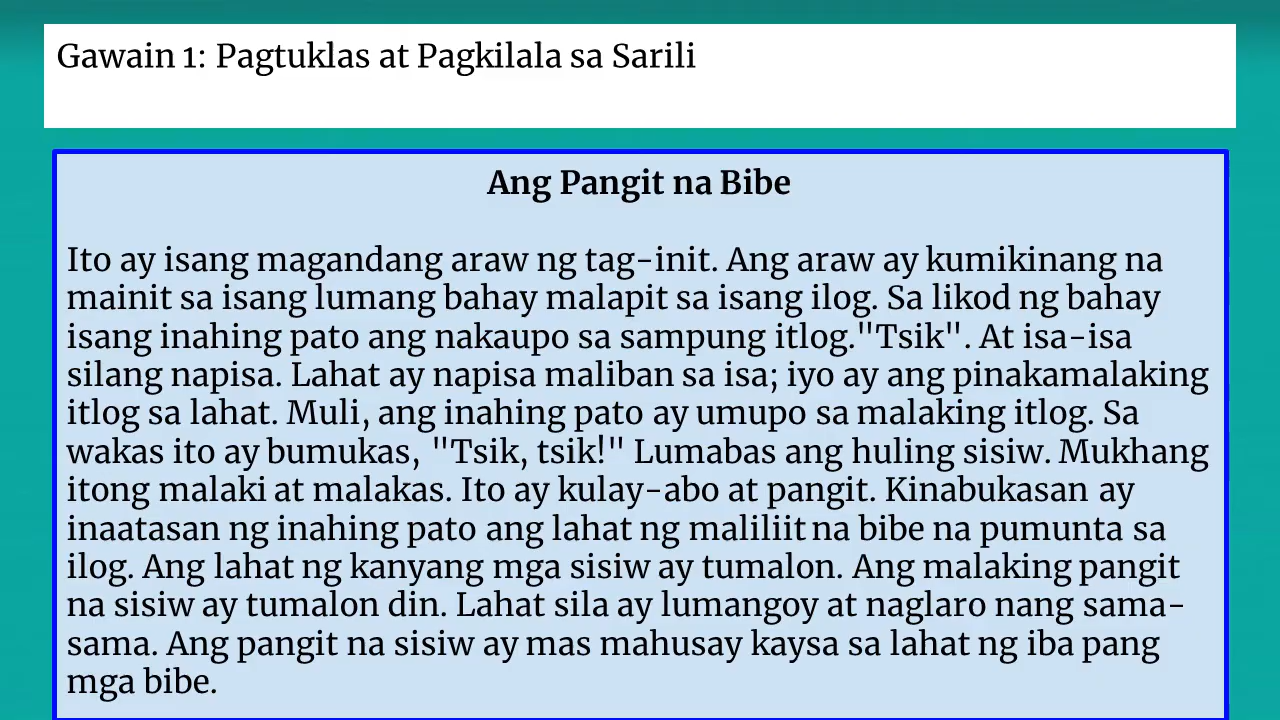 Gawain 1: Pagtuklas at Pagkilala sa Sarili
Ang Pangit na Bibe
Ito ay isang magandang araw ng tag-init. Ang araw ay kumikinang na
mainit sa isang lumang bahay malapit sa isang ilog. Sa likod ng bahay
isang inahing pato ang nakaupo sa sampung itlog."Tsik". At isa-isa
silang napisa. Lahat ay napisa maliban sa isa; iyo ay ang pinakamalaking
itlog sa lahat. Muli, ang inahing pato ay umupo sa malaking itlog. Sa
wakas ito ay bumukas, "Tsik, tsik!" Lumabas ang huling sisiw. Mukhang
itong malaki at malakas. Ito ay kulay-abo at pangit. Kinabukasan ay
inaatasan ng inahing pato ang lahat ng maliliit na bibe na pumunta sa
ilog. Ang lahat ng kanyang mga sisiw ay tumalon. Ang malaking pangit
na sisiw ay tumalon din. Lahat sila ay lumangoy at naglaro nang sama-
sama. Ang pangit na sisiw ay mas mahusay kaysa sa lahat ng iba pang
mga bibe.